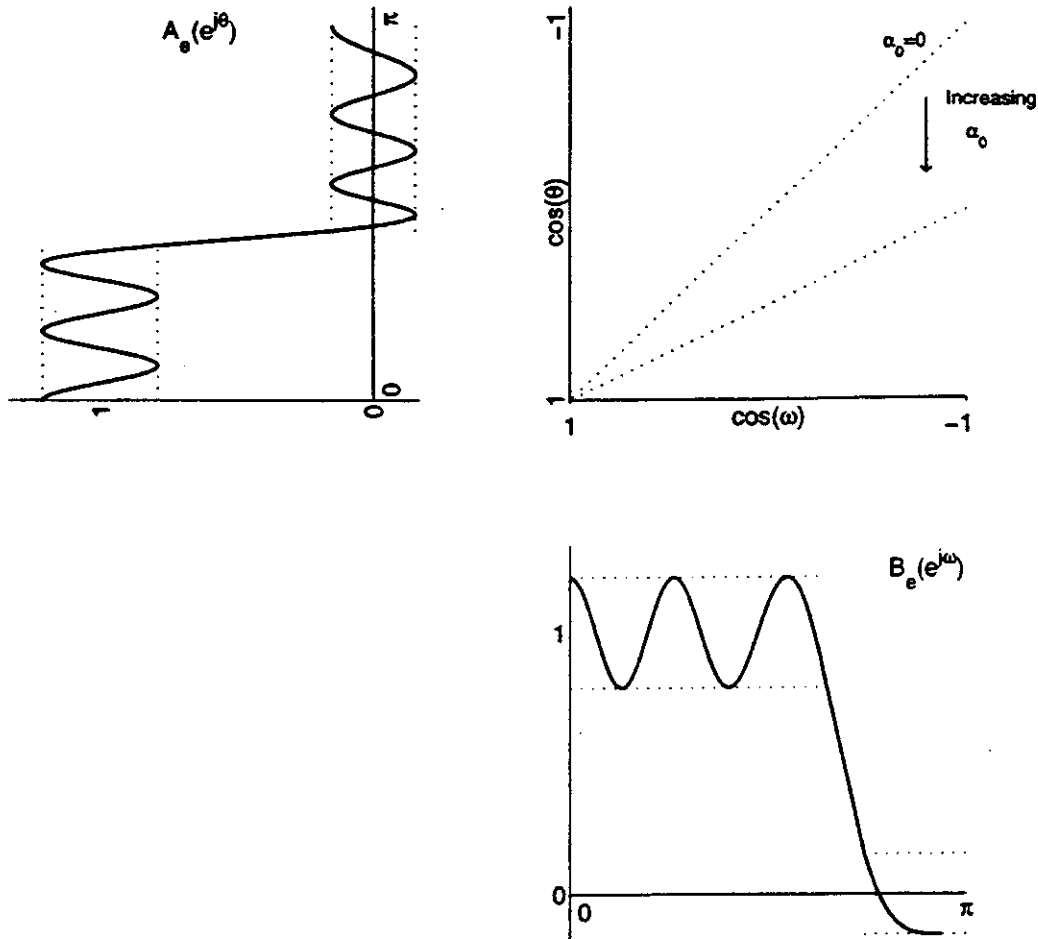 A_e(e^{jθ})
π
0
1
0
-1
α_0=0
Increasing
α_0
cos(θ)
1
1
cos(ω)
-1
B_e(e^{jω})
1
0
0
π